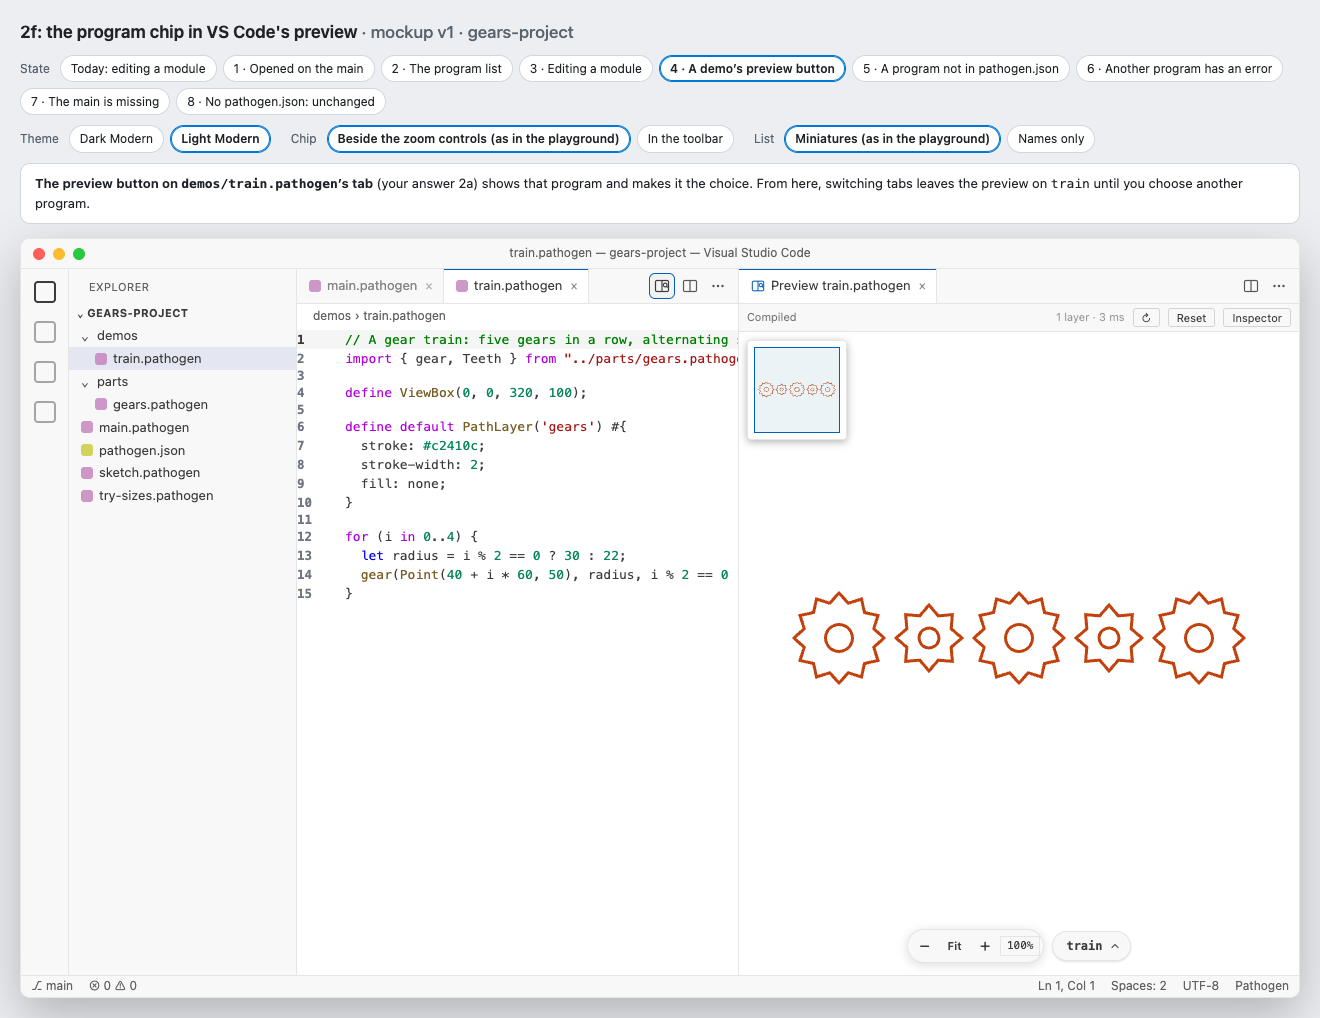 2f: the program chip in VS Code's preview · mockup v1 · gears-project
State Today: editing a module 1 · Opened on the main 2 · The program list 3 · Editing a module 4 · A demo’s preview button 5 · A program not in pathogen.json 6 · Another program has an error
7 · The main is missing 8 · No pathogen.json: unchanged
Theme Dark Modern Light Modern Chip Beside the zoom controls (as in the playground) In the toolbar List Miniatures (as in the playground) Names only
The preview button on demos/train.pathogen’s tab (your answer 2a) shows that program and makes it the choice. From here, switching tabs leaves the preview on train until you choose another
program.
train.pathogen — gears-project — Visual Studio Code
EXPLORER
GEARS-PROJECT
demos
train.pathogen
parts
gears.pathogen
main.pathogen
pathogen.json
sketch.pathogen
try-sizes.pathogen
main.pathogen × train.pathogen ×
demos › train.pathogen
1 // A gear train: five gears in a row, alternating
2 import { gear, Teeth } from "../parts/gears.pathoge
3
4 define ViewBox(0, 0, 320, 100);
5
6 define default PathLayer('gears') #{
7 stroke: #c2410c;
8 stroke-width: 2;
9 fill: none;
10 }
11
12 for (i in 0..4) {
13 let radius = i % 2 == 0 ? 30 : 22;
14 gear(Point(40 + i * 60, 50), radius, i % 2 == 0
15 }
Preview train.pathogen ×
Compiled 1 layer · 3 ms ↻ Reset Inspector
− Fit + 100% train
main 0 0 Ln 1, Col 1 Spaces: 2 UTF-8 Pathogen